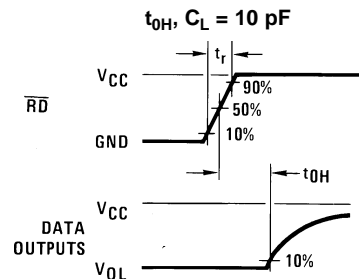 t0H, CL = 10 pF
tr
VCC
90%
RD
50%
10%
GND
t0H
VCC
DATA
OUTPUTS
10%
VOL